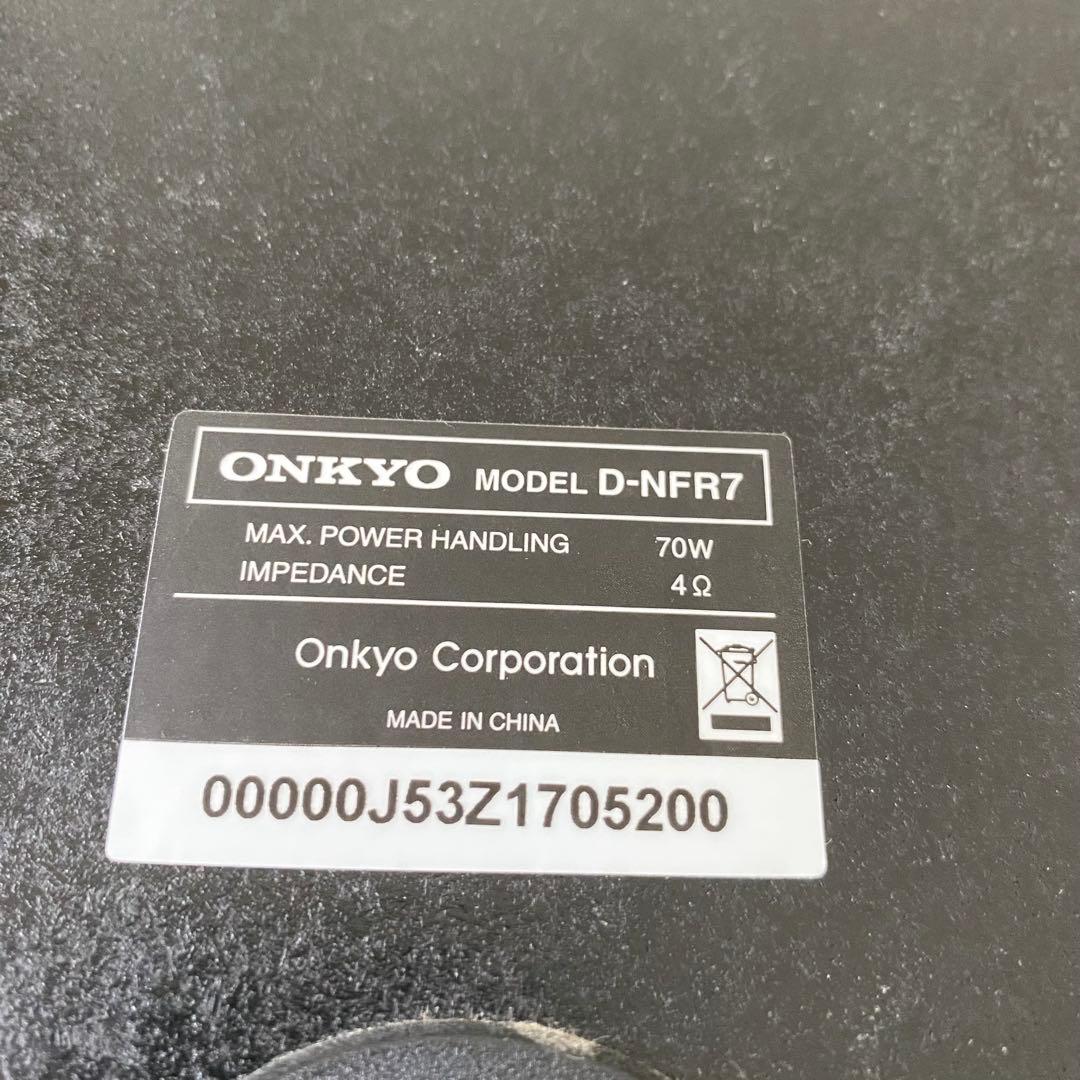 ONKYO MODEL D-NFR7
MAX. POWER HANDLING 70W
IMPEDANCE 4Ω
Onkyo Corporation
MADE IN CHINA
00000J53Z1705200